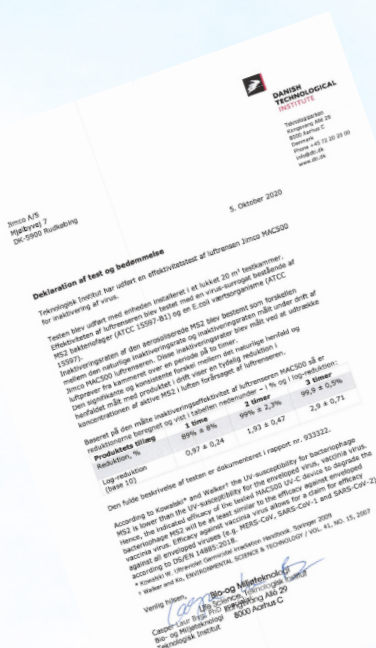 DANISH
TECHNOLOGICAL
INSTITUTE
Teknologiparken
Kongsvang Allé 29
8000 Aarhus C
Denmark
Phone +45 72 20 20 00
info@dti.dk
www.dti.dk
Jimco A/S
Mjølbyvej 7
DK-5900 Rudkøbing
5. Oktober 2020
Deklaration af test og bedømmelse
Teknologisk Institut har udført en effektivitetstest af luftrensen Jimco MAC500
for inaktivering af virus.
Testen blev udført med enheden installeret i et lukket 20 m³ testkammer.
Effektiviteten af luftrenseren blev testet med en virus-surrogat bestående af
MS2 bakteriofager (ATCC 15597-B1) og en E.coli værtsorganisme (ATCC
15597).
Inaktiveringsraten af den aerosoliserede MS2 blev bestemt som forskellen
mellem den naturlige inaktiveringsrate og inaktiveringsraten målt under drift af
Jimco MAC500 luftrenseren. Disse inaktiveringsrater blev målt ved at udtrække
luftprøver fra kammeret over en periode på to timer.
Den signifikante og konsistente forskel mellem det naturlige henfald og
henfaldet målt med produktet i drift viser en tydelig reduktion i
koncentrationen af aktive MS2 i luften forårsaget af luftrenseren.
Baseret på den målte inaktiveringseffektivitet af luftrenseren MAC500 så er
reduktionerne beregnet og vist i tabellen nedenunder – i % og i log-reduktion:
Produktets tillæg 1 time 2 timer 3 timer
Reduktion, % 89% ± 8% 99% ± 2,3% 99,9 ± 0,5%
Log-reduktion
(base 10) 0,97 ± 0,24 1,93 ± 0,47 2,9 ± 0,71
Den fulde beskrivelse af testen er dokumenteret i rapport nr. 933322.
According to Kowalski* and Walker† the UV-susceptibility for bacteriophage
MS2 is lower than the UV-susceptibility for the enveloped virus, vaccinia virus.
Hence, the indicated efficacy of the tested MAC500 UV-C device to degrade the
bacteriophage MS2 will be at least similar to the efficacy against enveloped
vaccinia virus. Efficacy against vaccinia virus allows for a claim for efficacy
against all enveloped viruses (e.g. MERS-CoV, SARS-CoV-1 and SARS-CoV-2)
according to DS/EN 14885:2018.
* Kowalski W. Ultraviolet Germicidal Irradiation Handbook. Springer 2009
† Walker and Ko, ENVIRONMENTAL SCIENCE & TECHNOLOGY / VOL. 41, NO. 15, 2007
Venlig hilsen,
Bio-og Miljøteknologi
Life Science, Teknologisk Institut
Kongsvang Allé 29
8000 Aarhus C
Casper Laur Byg, PhD
Bio- og Miljøteknologi
Teknologisk Institut